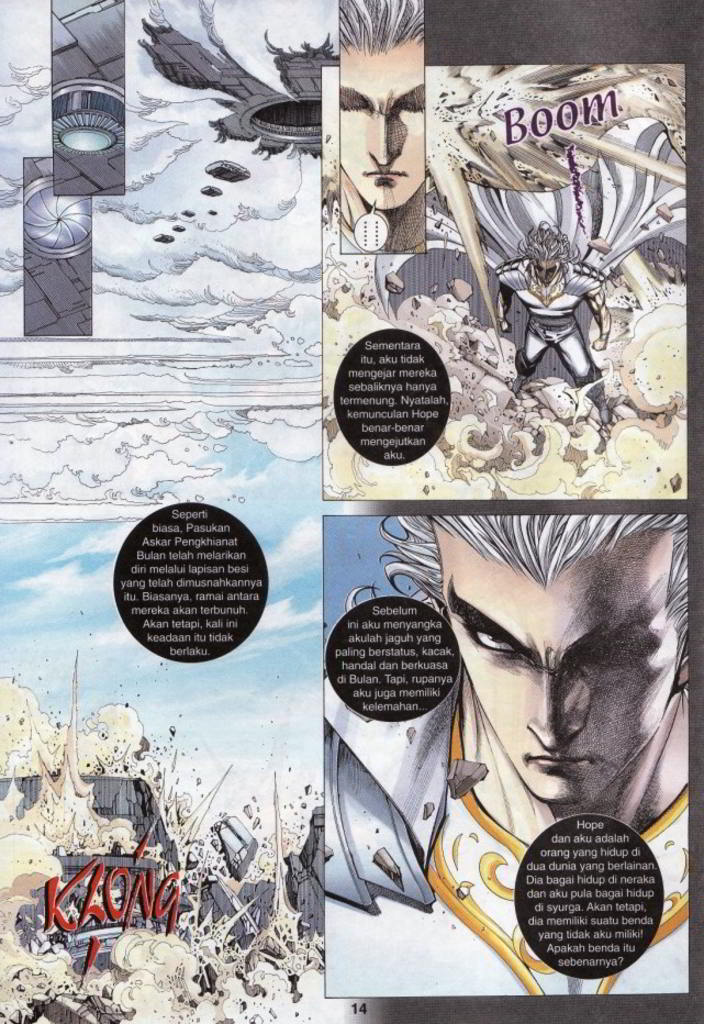 BOOM
Sementara
itu, aku tidak
mengejar mereka
sebaliknya hanya
termenung. Nyatalah,
kemunculan Hope
benar-benar
mengejutkan
aku.
Seperti
biasa, Pasukan
Askar Pengkhianat
Bulan telah melarikan
diri melalui lapisan besi
yang telah dimusnahkannya
itu. Biasanya, ramai antara
mereka akan terbunuh.
Akan tetapi, kali ini
keadaan itu tidak
berlaku.
Sebelum
ini aku menyangka
akulah jaguh yang
paling berstatus, kacak,
handal dan berkuasa
di Bulan. Tapi, rupanya
aku juga memiliki
kelemahan...
KLONG
Hope
dan aku adalah
orang yang hidup di
dua dunia yang berlainan.
Dia bagai hidup di neraka
dan aku pula bagai hidup
di syurga. Akan tetapi,
dia memiliki suatu benda
yang tidak aku miliki!
Apakah benda itu
sebenarnya?
14